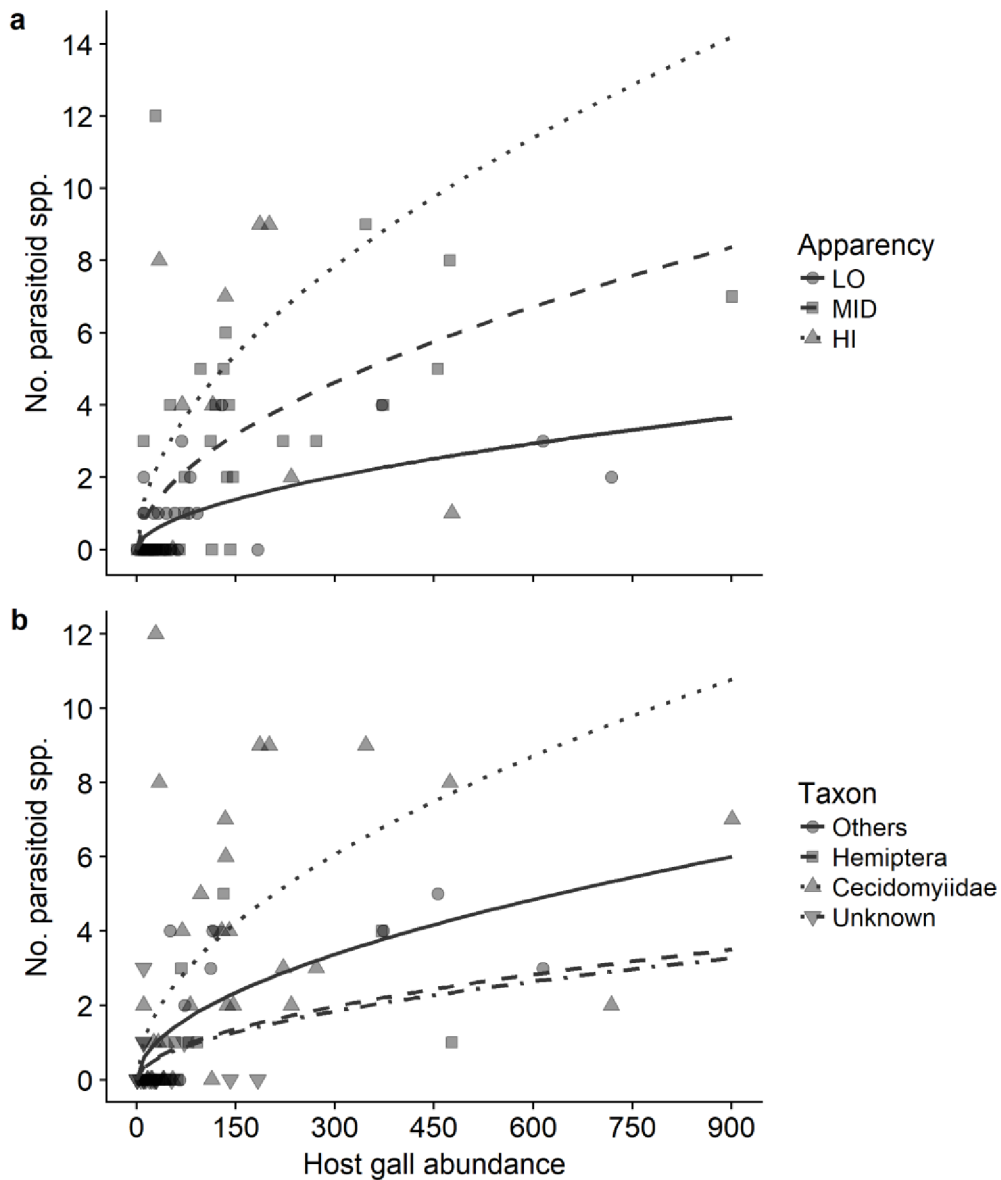 a
14
12
10
8
6
4
2
0
No. parasitoid spp.
Apparency
LO
MID
HI
b
12
10
8
6
4
2
0
No. parasitoid spp.
Taxon
Others
Hemiptera
Cecidomyiidae
Unknown
0 150 300 450 600 750 900
Host gall abundance